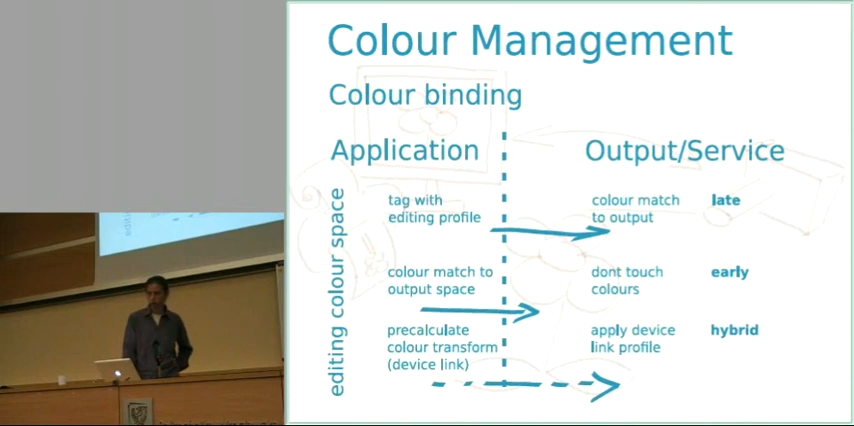 Colour Management
Colour binding
Application
Output/Service
editing colour space
tag with
editing profile
colour match
to output
late
colour match to
output space
dont touch
colours
early
precalculate
colour transform
(device link)
apply device
link profile
hybrid